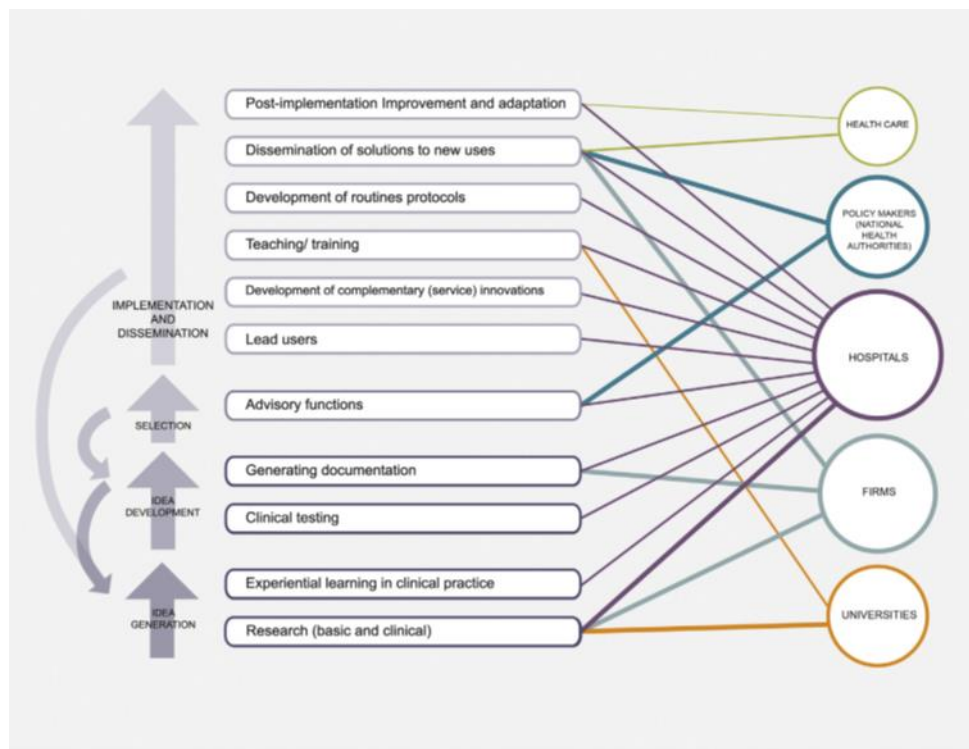 Post-implementation Improvement and adaptation
Dissemination of solutions to new uses
Development of routines protocols
Teaching/ training
Development of complementary (service) innovations
Lead users
Advisory functions
Generating documentation
Clinical testing
Experiential learning in clinical practice
Research (basic and clinical)
IMPLEMENTATION
AND
DISSEMINATION
SELECTION
IDEA
DEVELOPMENT
IDEA
GENERATION
HEALTH CARE
POLICY MAKERS
(NATIONAL
HEALTH
AUTHORITIES)
HOSPITALS
FIRMS
UNIVERSITIES